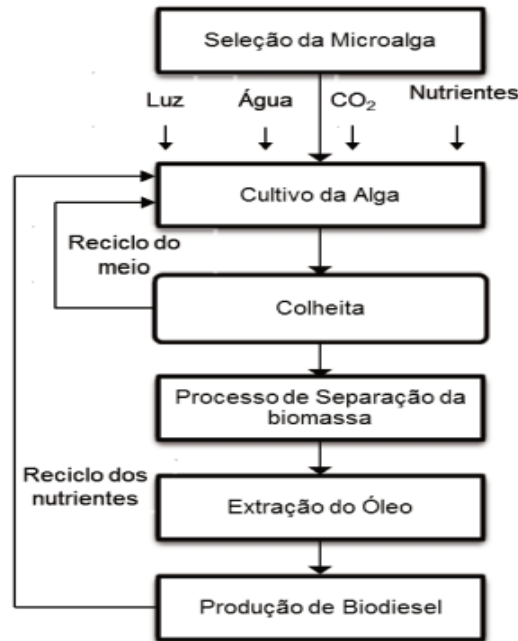 Seleção da Microalga
Luz Água CO₂ Nutrientes
Cultivo da Alga
Reciclo do
meio
Colheita
Processo de Separação da
biomassa
Reciclo dos
nutrientes
Extração do Óleo
Produção de Biodiesel